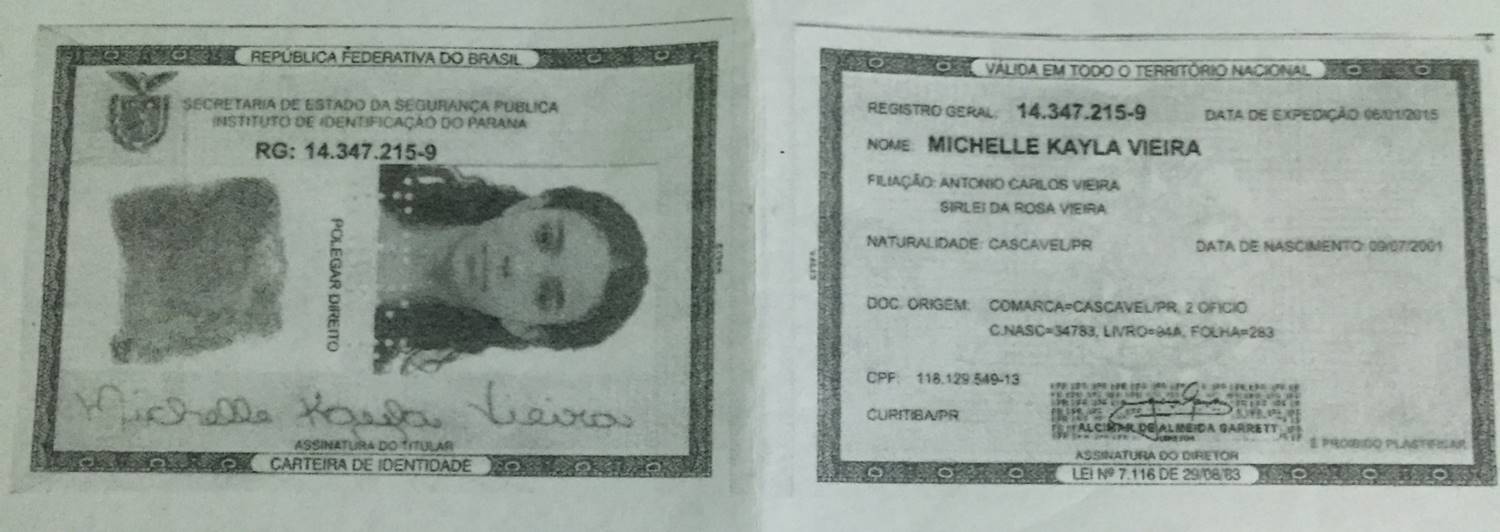 REPÚBLICA FEDERATIVA DO BRASIL
SECRETARIA DE ESTADO DA SEGURANÇA PÚBLICA
INSTITUTO DE IDENTIFICAÇÃO DO PARANÁ
RG: 14.347.215-9
POLEGAR DIREITO
Michelle Kayla Vieira
ASSINATURA DO TITULAR
CARTEIRA DE IDENTIDADE
VÁLIDA EM TODO O TERRITÓRIO NACIONAL
REGISTRO GERAL: 14.347.215-9 DATA DE EXPEDIÇÃO: 06/01/2015
NOME: MICHELLE KAYLA VIEIRA
FILIAÇÃO: ANTONIO CARLOS VIEIRA
SIRLEI DA ROSA VIEIRA
NATURALIDADE: CASCAVEL/PR DATA DE NASCIMENTO: 09/07/2001
DOC. ORIGEM: COMARCA=CASCAVEL/PR, 2 OFICIO
C.NASC=34783, LIVRO=94A, FOLHA=283
CPF: 118.129.549-13
CURITIBA/PR
ALCIMAR DE ALMEIDA GARRETT
ASSINATURA DO DIRETOR
É PROIBIDO PLASTIFICAR
LEI Nº 7.116 DE 29/08/83